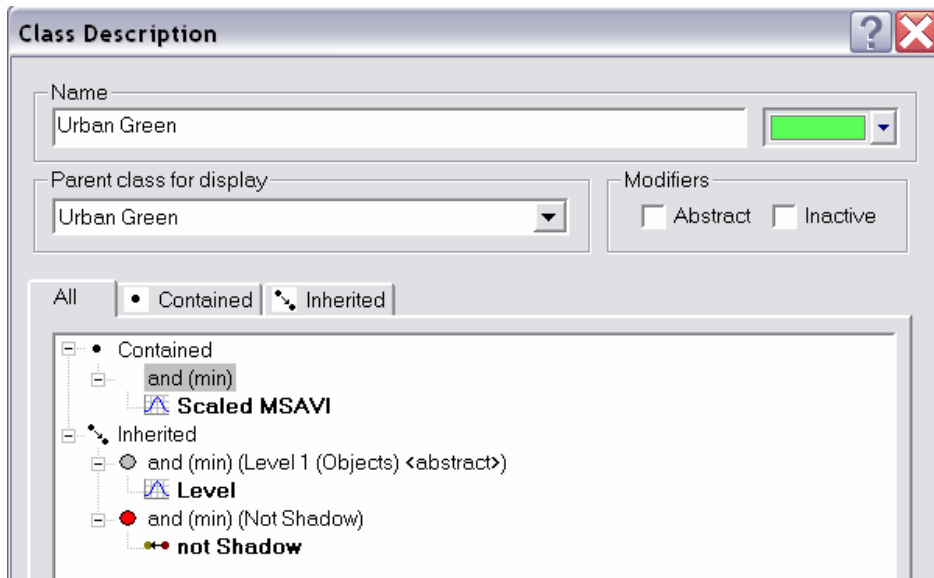 Class Description
?
Name
Urban Green
Parent class for display
Urban Green
Modifiers
Abstract Inactive
All Contained Inherited
Contained
and (min)
Scaled MSAVI
Inherited
and (min) (Level 1 (Objects) <abstract>)
Level
and (min) (Not Shadow)
not Shadow